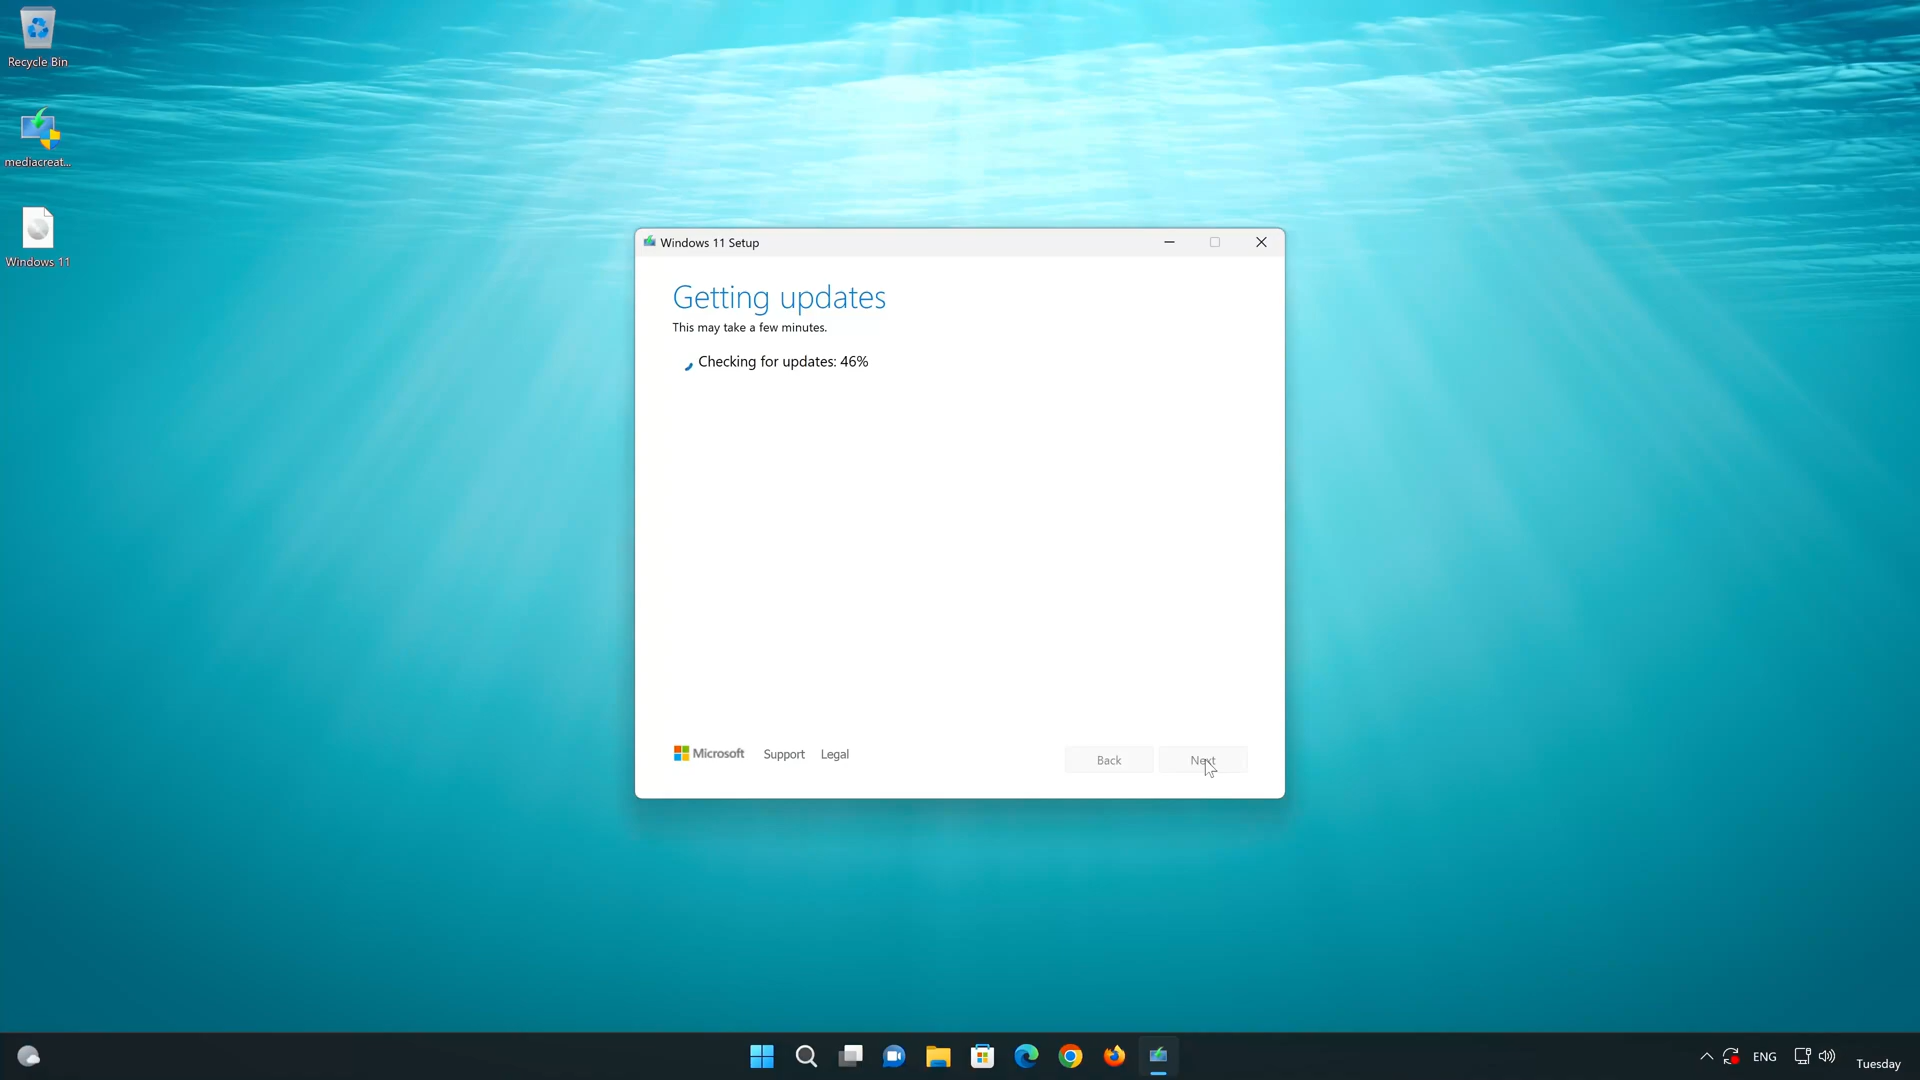 Recycle Bin
mediacreat...
Windows 11
Windows 11 Setup
Getting updates
This may take a few minutes.
Checking for updates: 46%
Microsoft Support Legal
Back Next
ENG
Tuesday